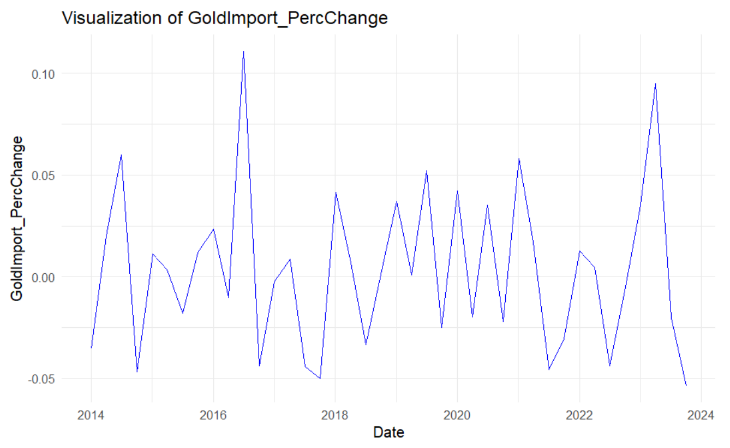 Visualization of GoldImport_PercChange
GoldImport_PercChange
0.10
0.05
0.00
-0.05
2014 2016 2018 2020 2022 2024
Date